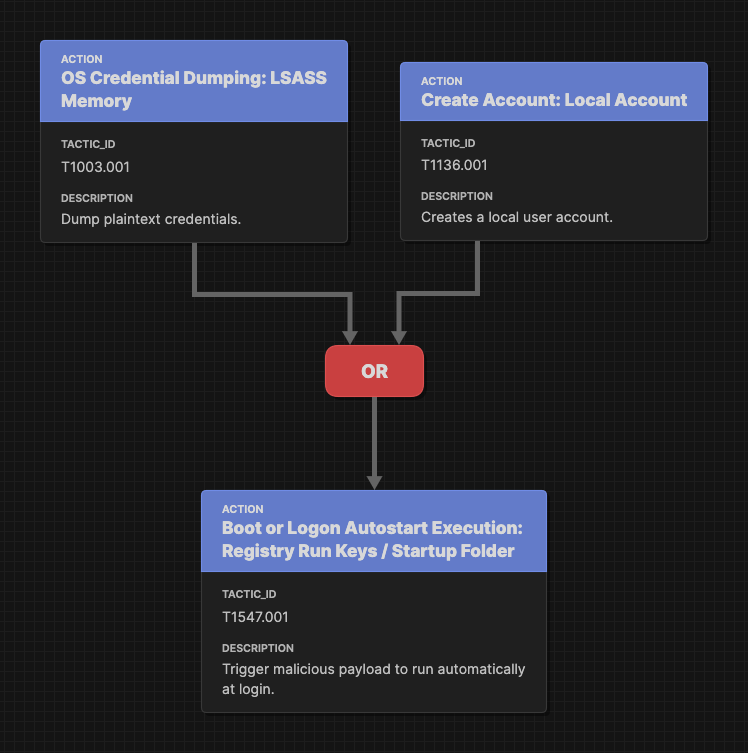 ACTION
OS Credential Dumping: LSASS
Memory
TACTIC_ID
T1003.001
DESCRIPTION
Dump plaintext credentials.
ACTION
Create Account: Local Account
TACTIC_ID
T1136.001
DESCRIPTION
Creates a local user account.
OR
ACTION
Boot or Logon Autostart Execution:
Registry Run Keys / Startup Folder
TACTIC_ID
T1547.001
DESCRIPTION
Trigger malicious payload to run automatically
at login.